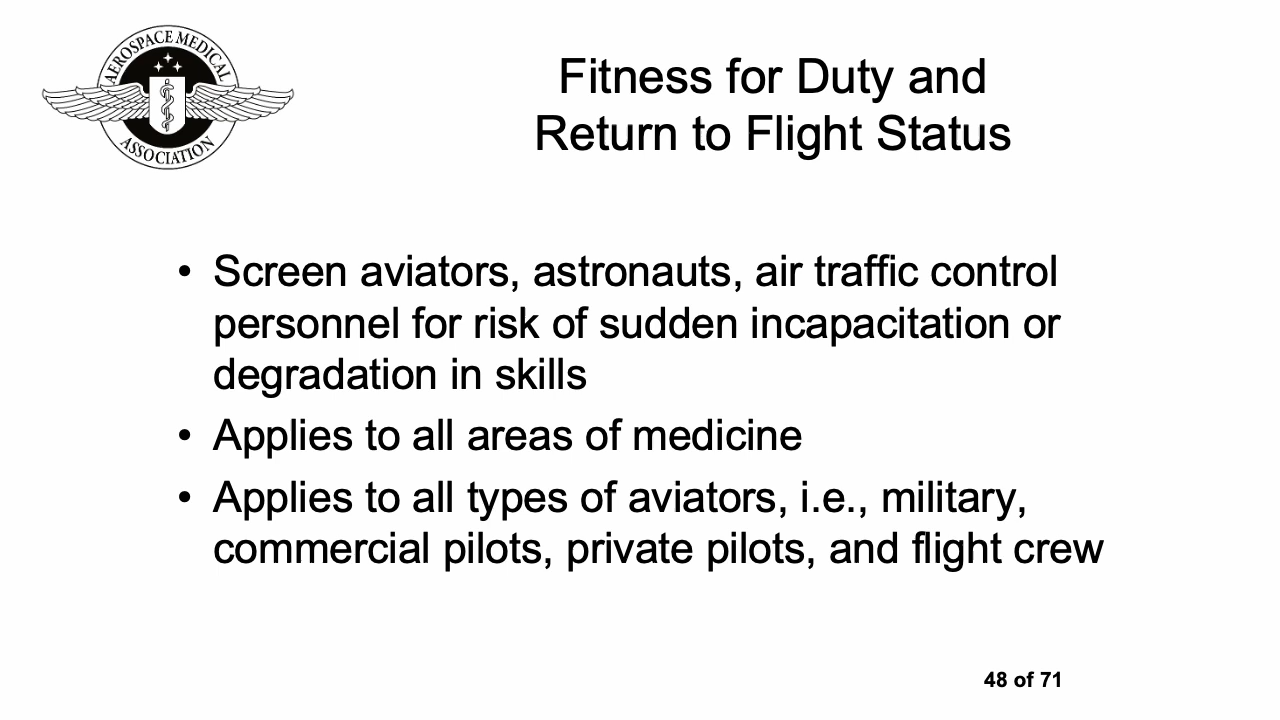 AEROSPACE MEDICAL
ASSOCIATION
Fitness for Duty and
Return to Flight Status
• Screen aviators, astronauts, air traffic control
personnel for risk of sudden incapacitation or
degradation in skills
• Applies to all areas of medicine
• Applies to all types of aviators, i.e., military,
commercial pilots, private pilots, and flight crew
48 of 71